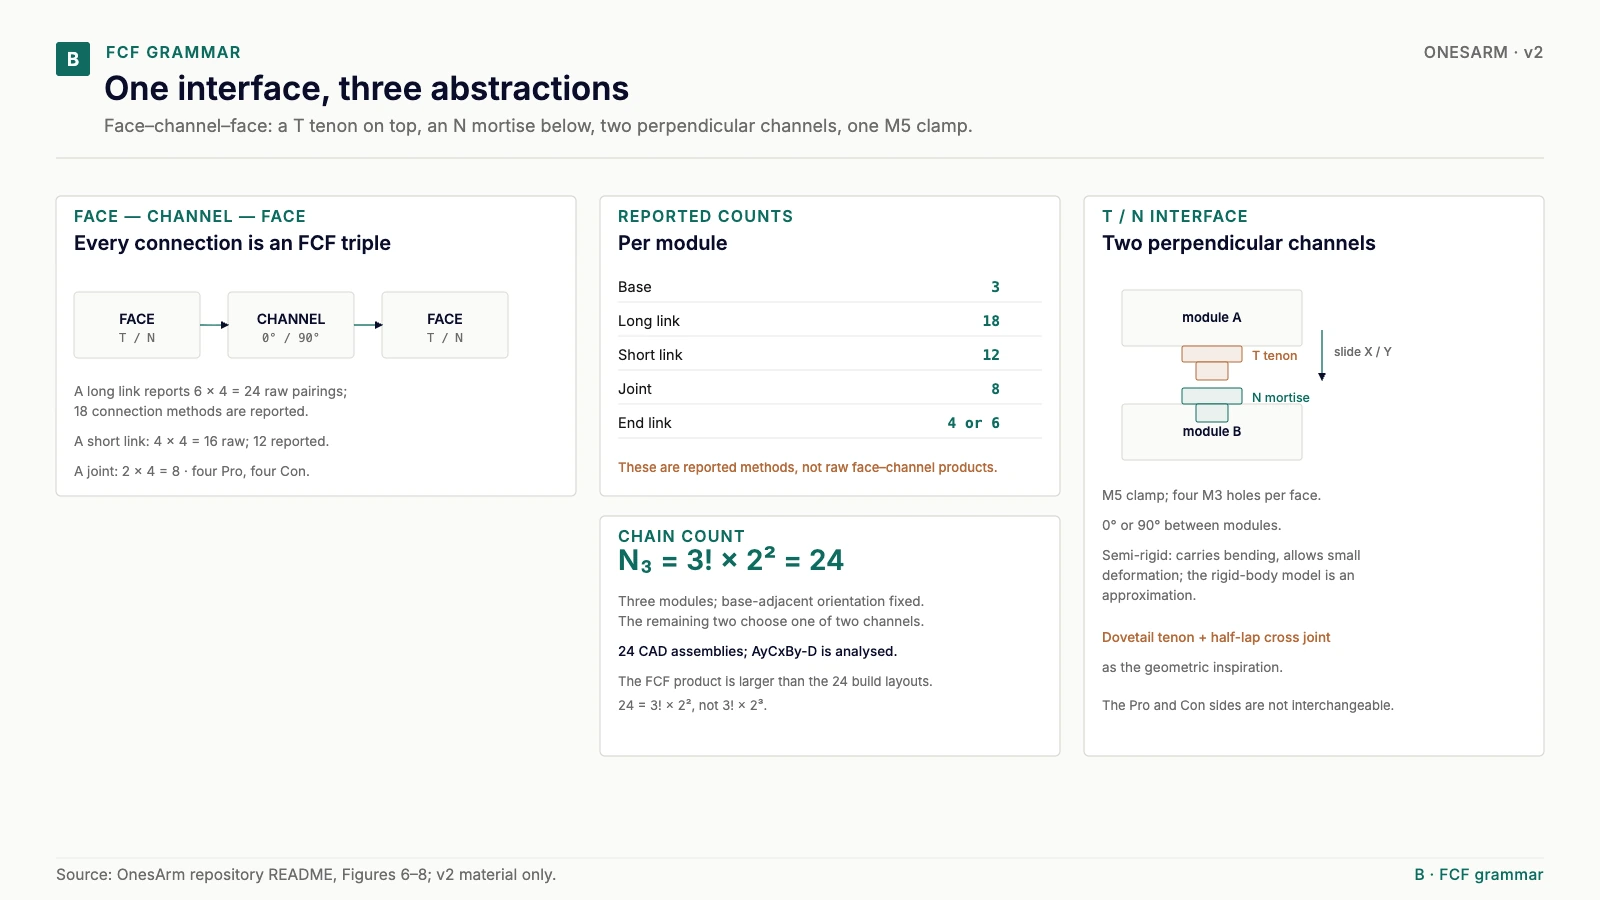 B
FCF GRAMMAR
ONESARM · v2
One interface, three abstractions
Face–channel–face: a T tenon on top, an N mortise below, two perpendicular channels, one M5 clamp.
FACE — CHANNEL — FACE
Every connection is an FCF triple
FACE
T / N
CHANNEL
0° / 90°
FACE
T / N
A long link reports 6 × 4 = 24 raw pairings;
18 connection methods are reported.
A short link: 4 × 4 = 16 raw; 12 reported.
A joint: 2 × 4 = 8 · four Pro, four Con.
REPORTED COUNTS
Per module
Base 3
Long link 18
Short link 12
Joint 8
End link 4 or 6
These are reported methods, not raw face–channel products.
CHAIN COUNT
N₃ = 3! × 2² = 24
Three modules; base-adjacent orientation fixed.
The remaining two choose one of two channels.
24 CAD assemblies; AyCxBy-D is analysed.
The FCF product is larger than the 24 build layouts.
24 = 3! × 2², not 3! × 2³.
T / N INTERFACE
Two perpendicular channels
module A
T tenon
slide X / Y
N mortise
module B
M5 clamp; four M3 holes per face.
0° or 90° between modules.
Semi-rigid: carries bending, allows small
deformation; the rigid-body model is an
approximation.
Dovetail tenon + half-lap cross joint
as the geometric inspiration.
The Pro and Con sides are not interchangeable.
Source: OnesArm repository README, Figures 6–8; v2 material only.
B · FCF grammar